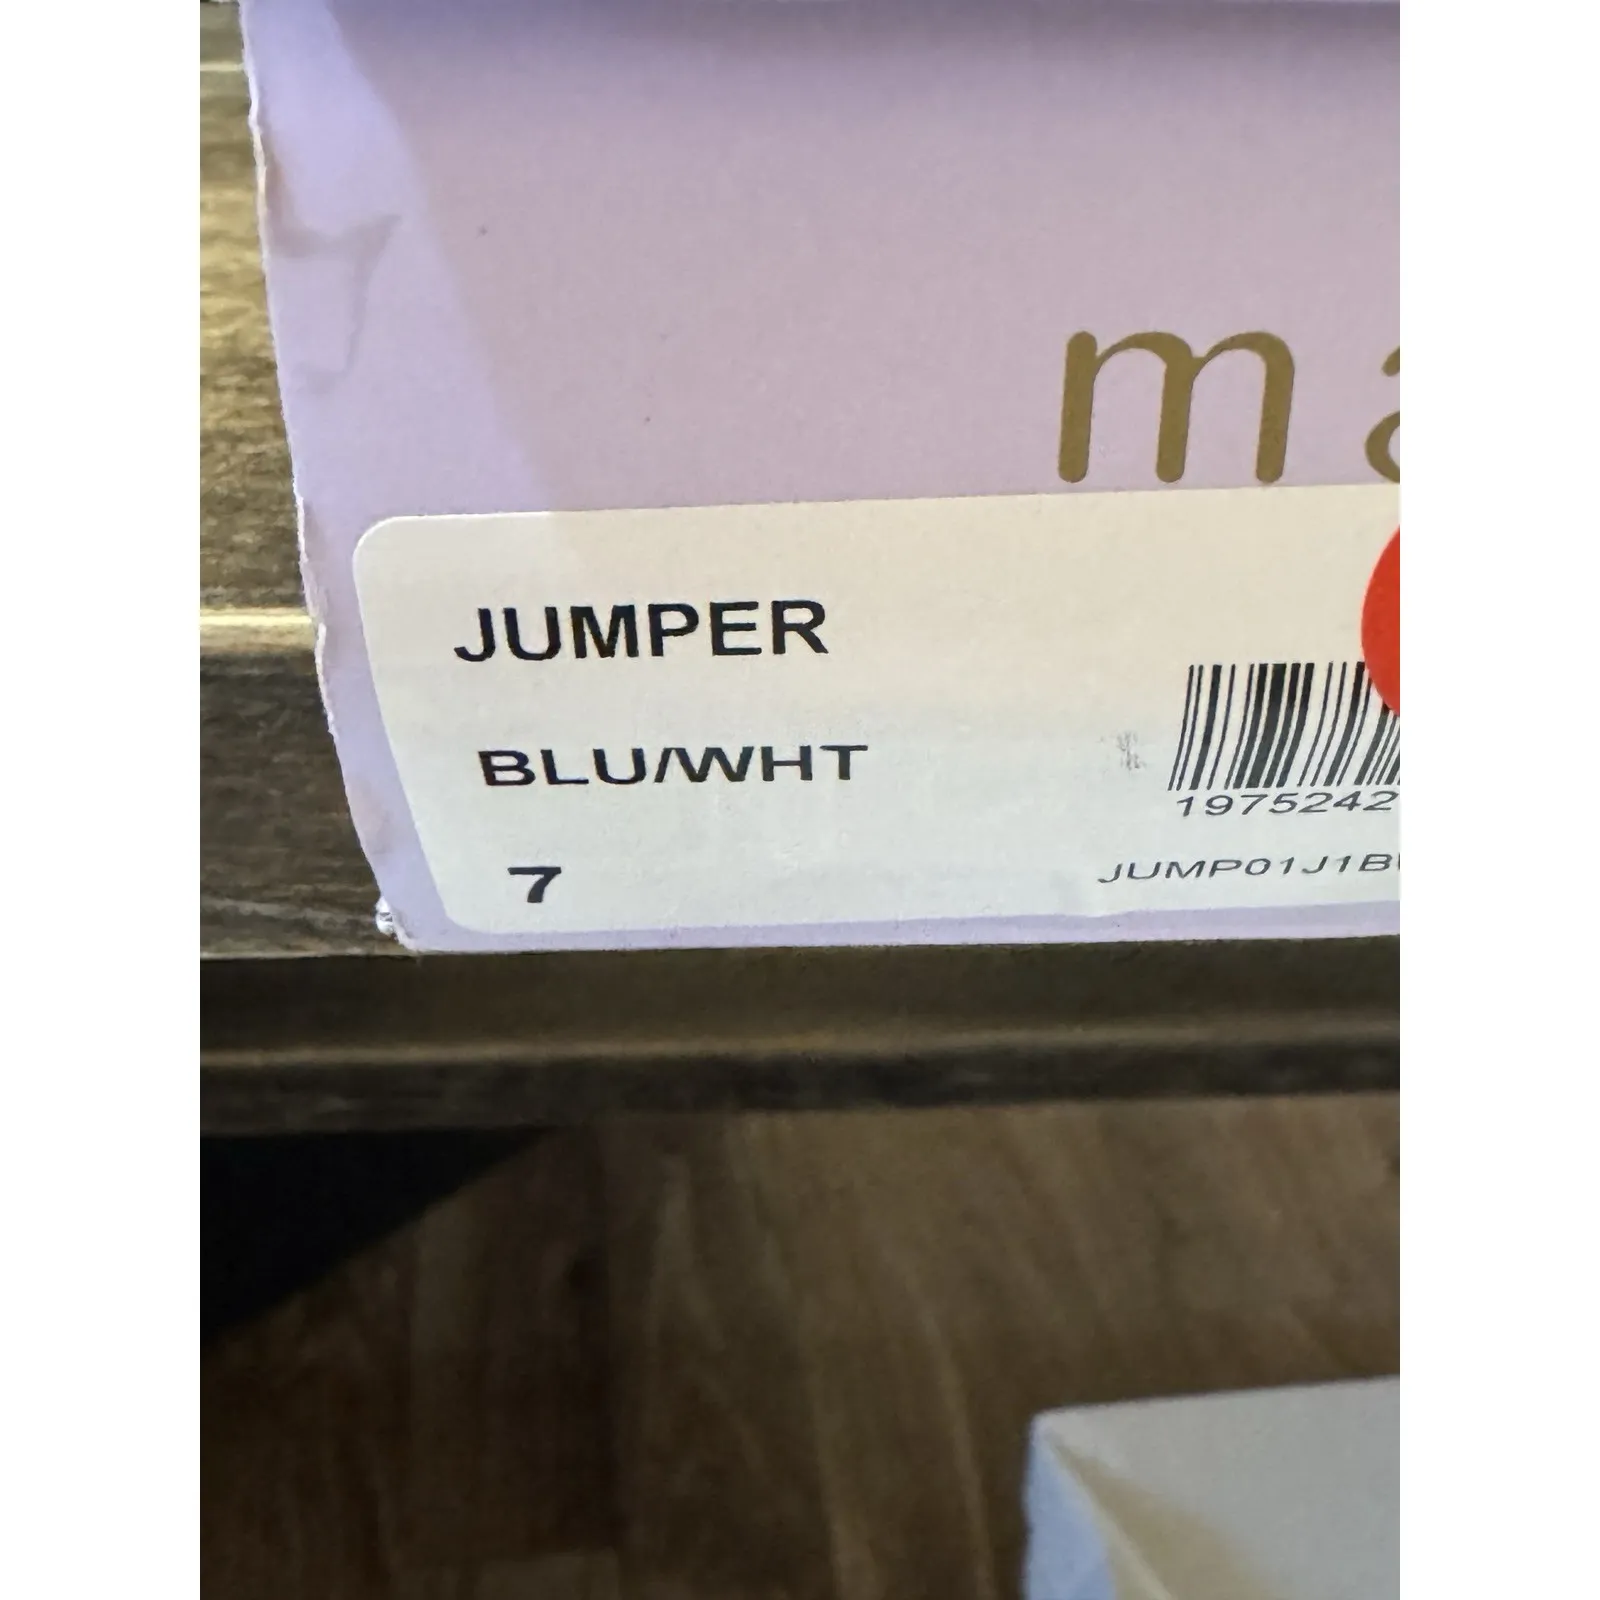 ma
JUMPER
BLU/WHT
1975242
7
JUMP01J1B